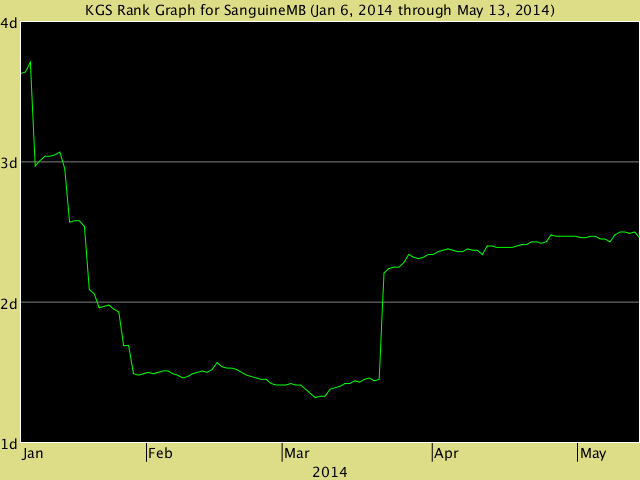 KGS Rank Graph for SanguineMB (Jan 6, 2014 through May 13, 2014)
4d
3d
2d
1d
Jan Feb Mar Apr May
2014